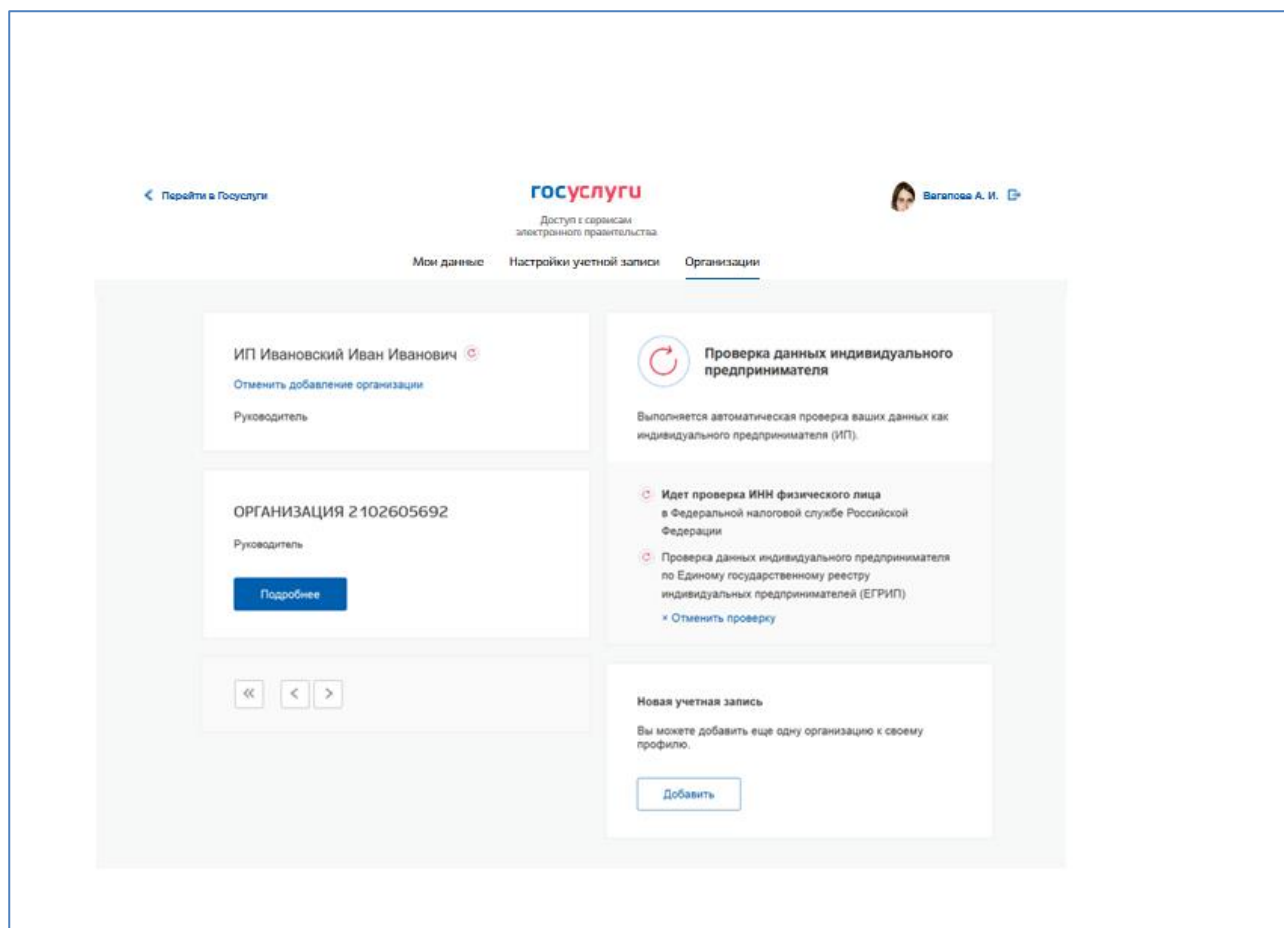 Перейти в Госуслуги
госуслуги
Вагапова А. И.
Доступ к сервисам
электронного правительства
Мои данные Настройки учетной записи Организации
ИП Ивановский Иван Иванович
Отменить добавление организации
Руководитель
ОРГАНИЗАЦИЯ 2102605692
Руководитель
Подробнее
Проверка данных индивидуального
предпринимателя
Выполняется автоматическая проверка ваших данных как
индивидуального предпринимателя (ИП).
Идет проверка ИНН физического лица
в Федеральной налоговой службе Российской
Федерации
Проверка данных индивидуального предпринимателя
по Единому государственному реестру
индивидуальных предпринимателей (ЕГРИП)
× Отменить проверку
Новая учетная запись
Вы можете добавить еще одну организацию к своему
профилю.
Добавить